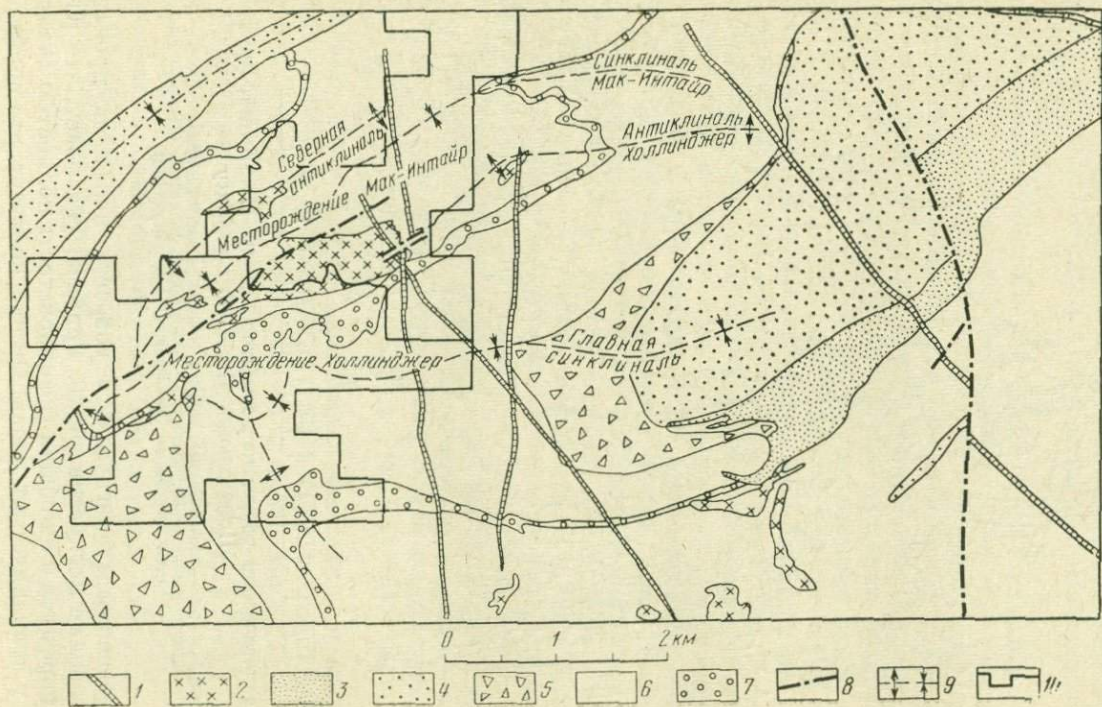 Синклиналь
Мак-Интайр
Антиклиналь
Холлинджер
Северная
антиклиналь
Месторождение Мак-Интайр
Главная
синклиналь
Месторождение Холлинджер
0 1 2 км
1 2 3 4 5 6 7 8 9